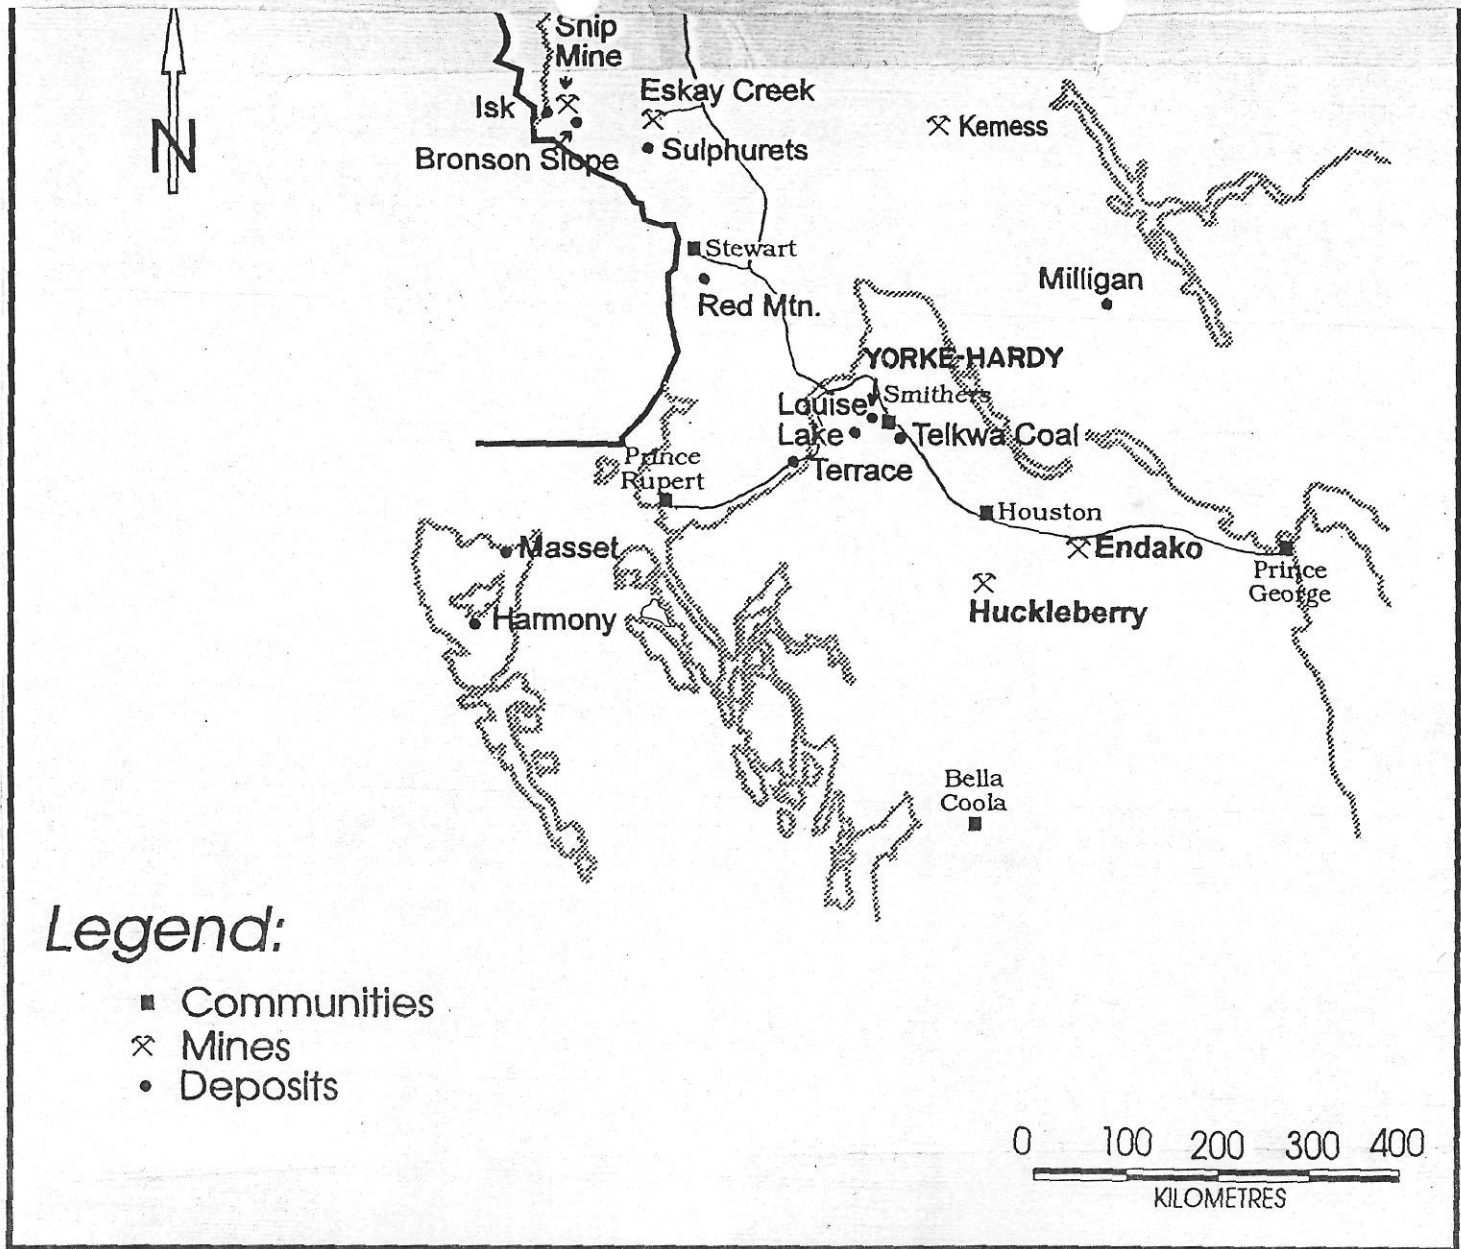 Snip
Mine
Eskay Creek
Isk
Kemess
N
Bronson Slope
Sulphurets
Stewart
Milligan
Red Mtn.
YORKE-HARDY
Smithers
Louise
Lake
Telkwa Coal
Prince
Rupert
Terrace
Houston
Masset
Endako
Prince
George
Huckleberry
Harmony
Bella
Coola
Legend:
Communities
Mines
Deposits
0 100 200 300 400
KILOMETRES